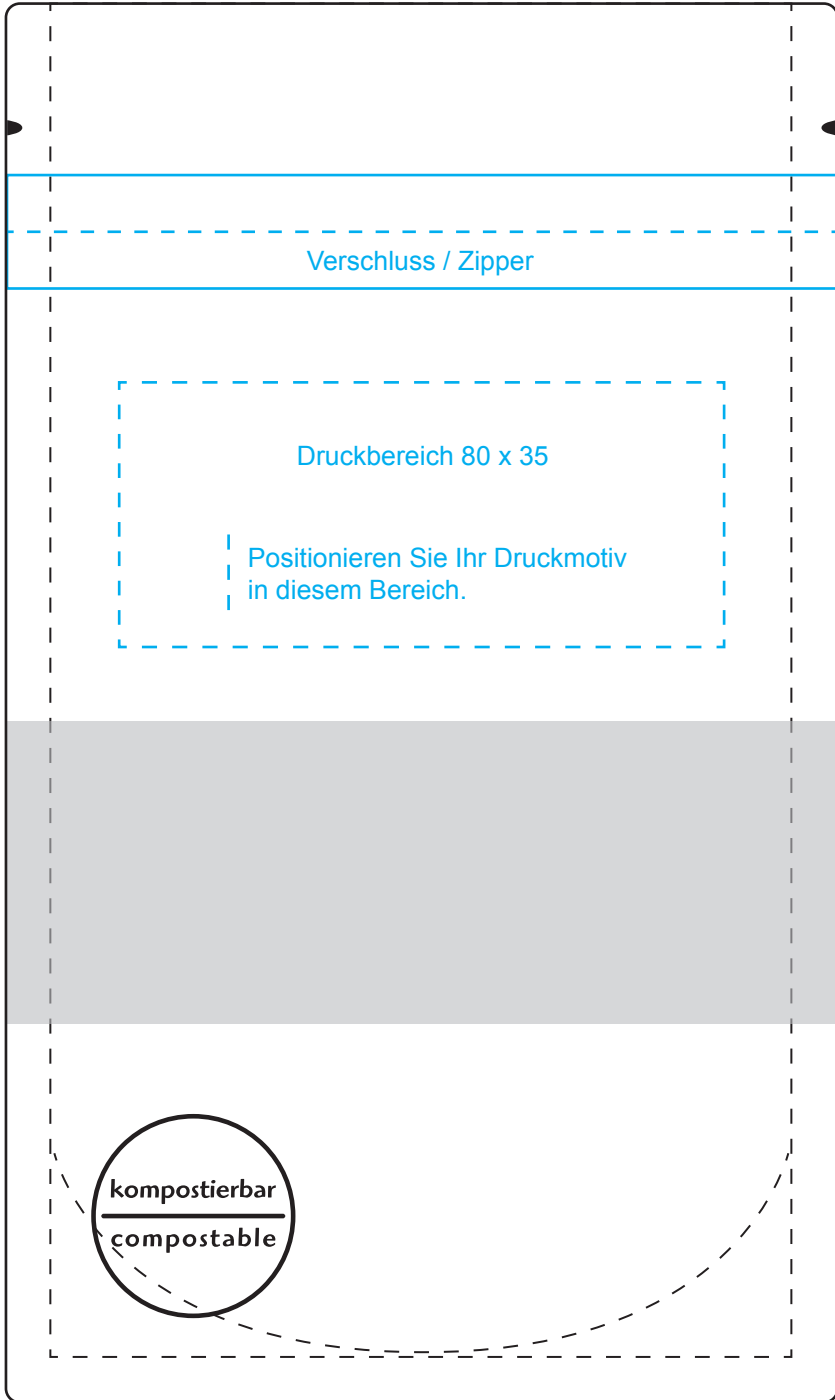 Verschluss / Zipper
Druckbereich 80 x 35
Positionieren Sie Ihr Druckmotiv
in diesem Bereich.
kompostierbar
compostable